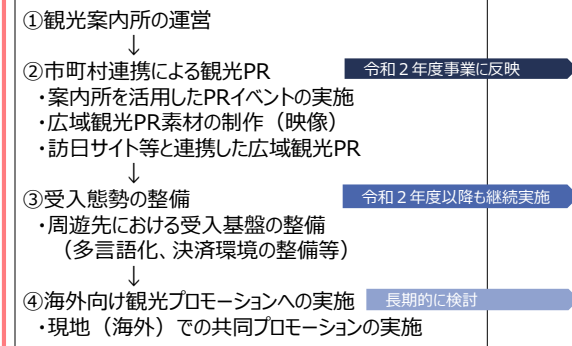 ①観光案内所の運営
↓
②市町村連携による観光PR 令和２年度事業に反映
・案内所を活用したPRイベントの実施
・広域観光PR素材の制作（映像）
・訪日サイト等と連携した広域観光PR
↓
③受入態勢の整備 令和２年度以降も継続実施
・周遊先における受入基盤の整備
（多言語化、決済環境の整備等）
↓
④海外向け観光プロモーションへの実施 長期的に検討
・現地（海外）での共同プロモーションの実施